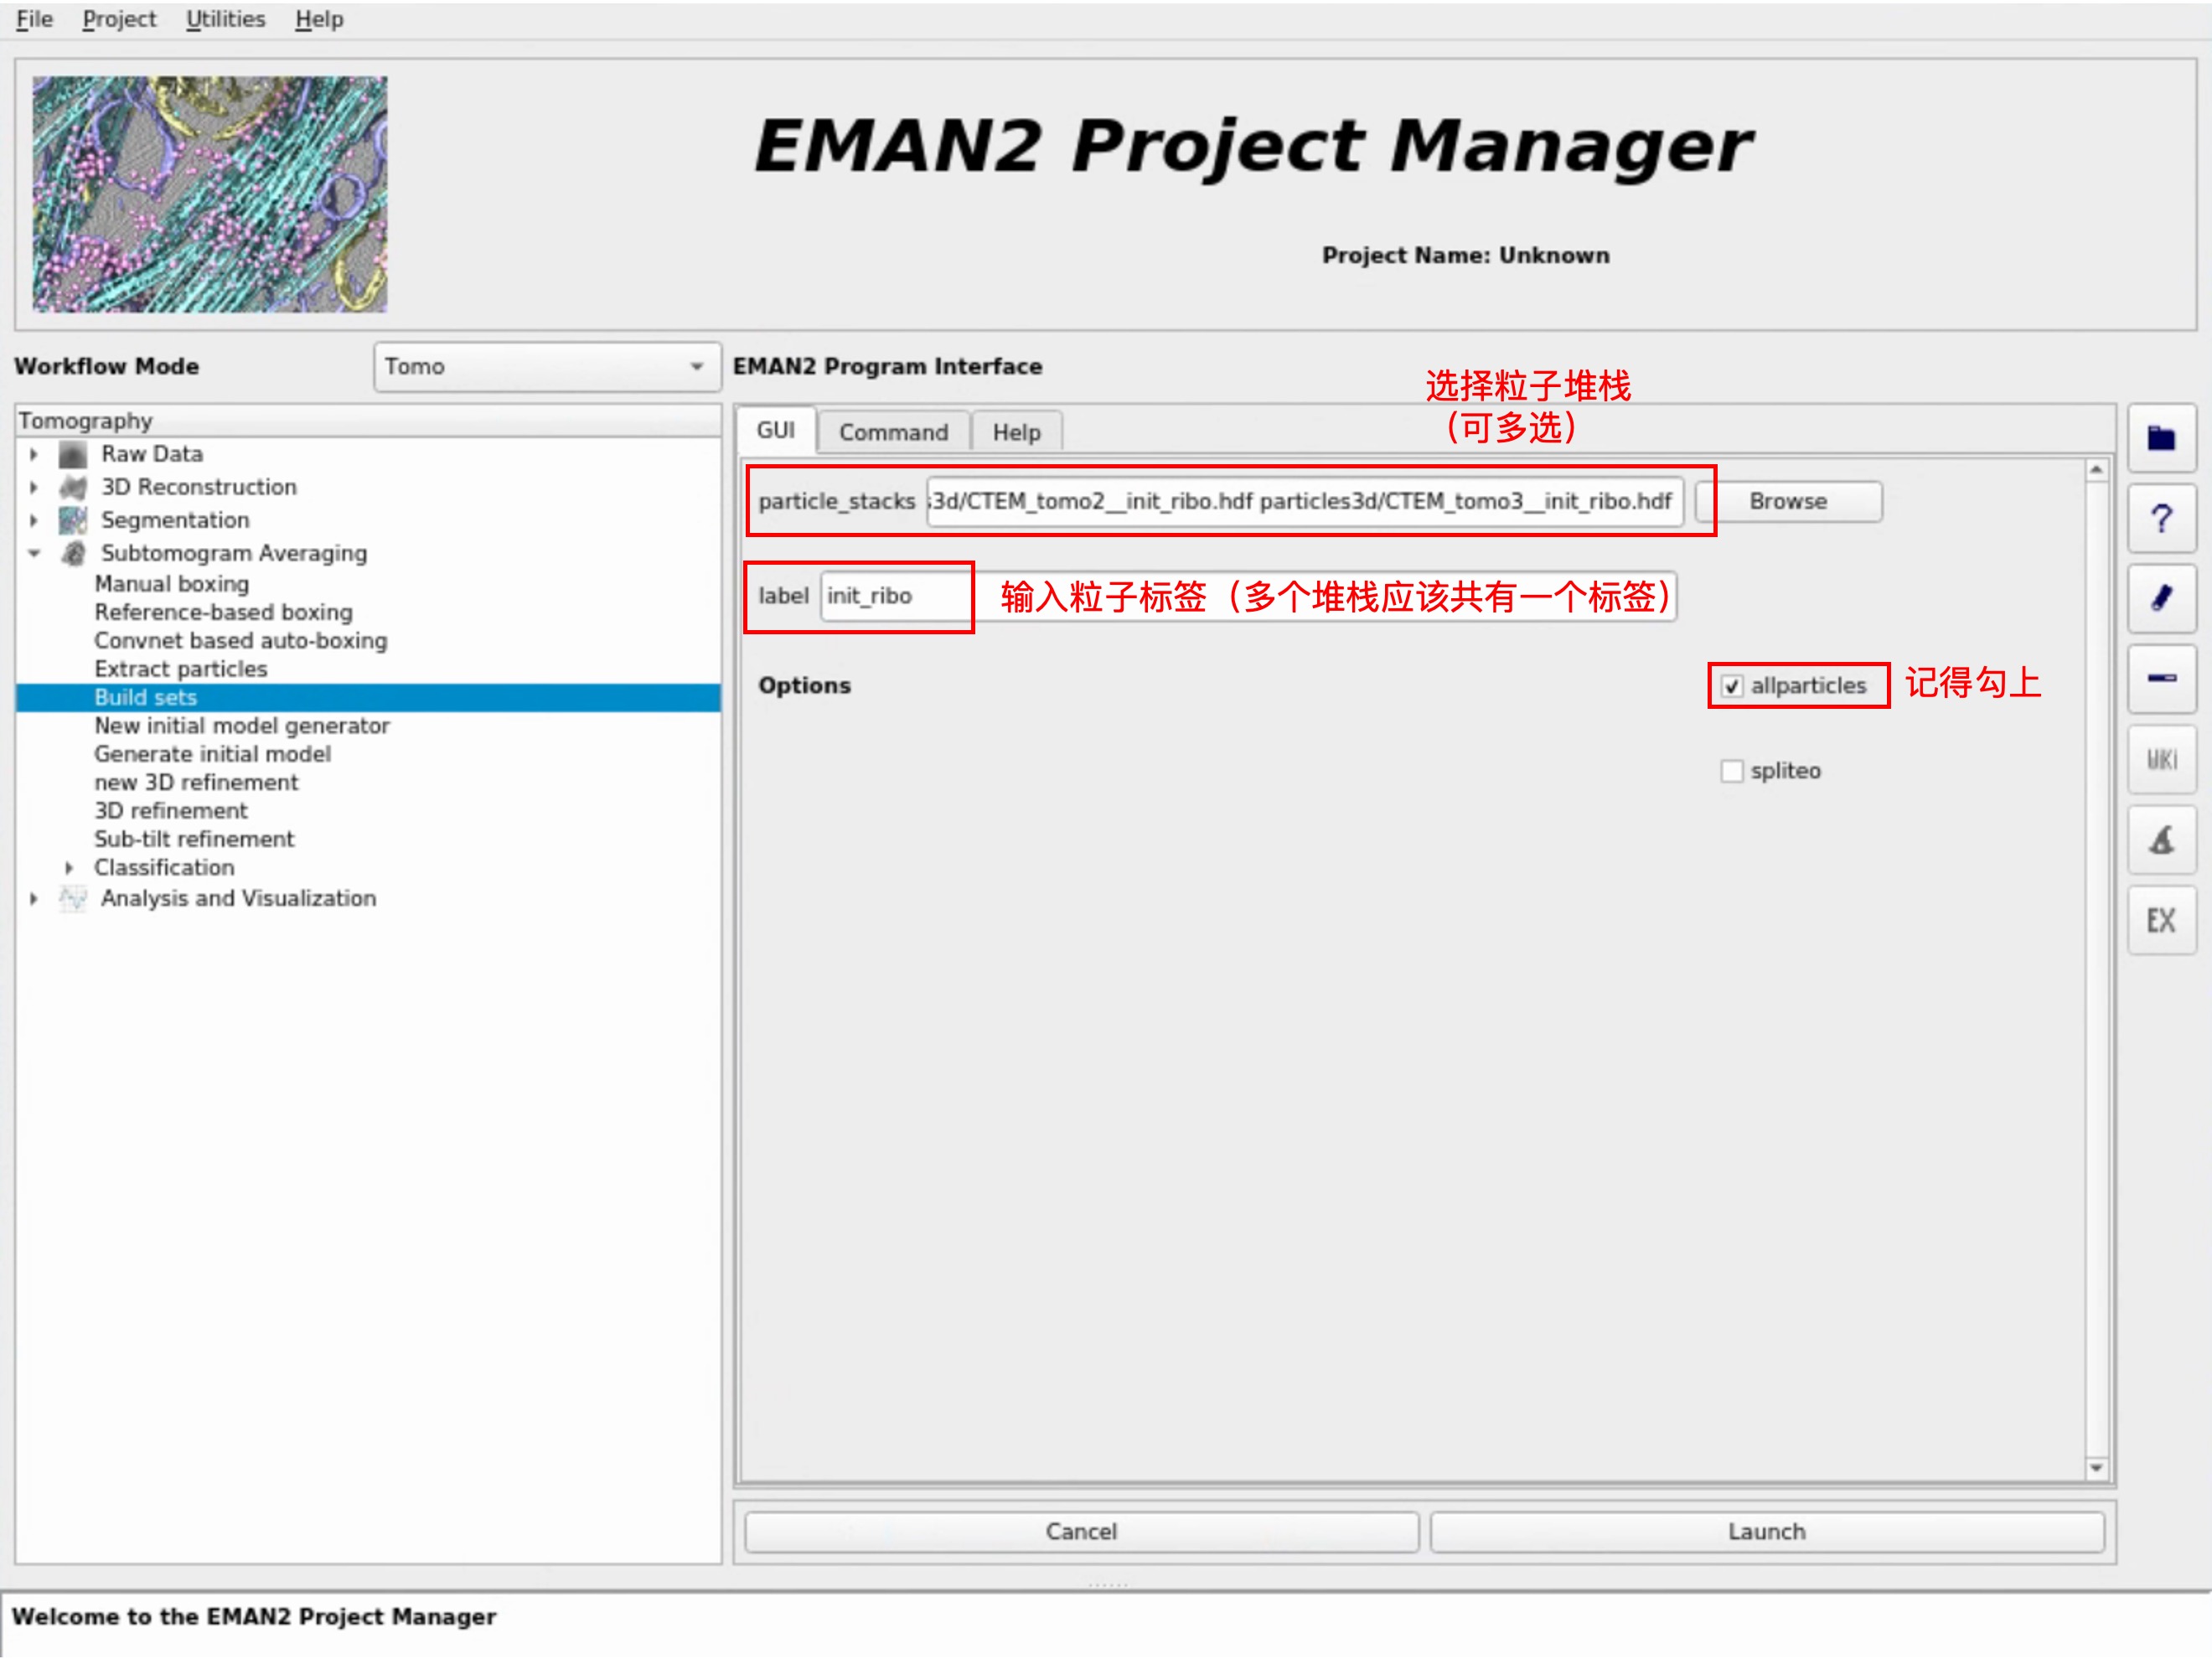 File Project Utilities Help
EMAN2 Project Manager
Project Name: Unknown
Workflow Mode
Tomo
EMAN2 Program Interface
选择粒子堆栈
（可多选）
Tomography
Raw Data
3D Reconstruction
Segmentation
Subtomogram Averaging
Manual boxing
Reference-based boxing
Convnet based auto-boxing
Extract particles
Build sets
New initial model generator
Generate initial model
new 3D refinement
3D refinement
Sub-tilt refinement
Classification
Analysis and Visualization
GUI Command Help
particle_stacks s3d/CTEM_tomo2__init_ribo.hdf particles3d/CTEM_tomo3__init_ribo.hdf Browse
label init_ribo 输入粒子标签（多个堆栈应该共有一个标签）
Options
allparticles 记得勾上
spliteo
?
WIKI
EX
Cancel Launch
Welcome to the EMAN2 Project Manager